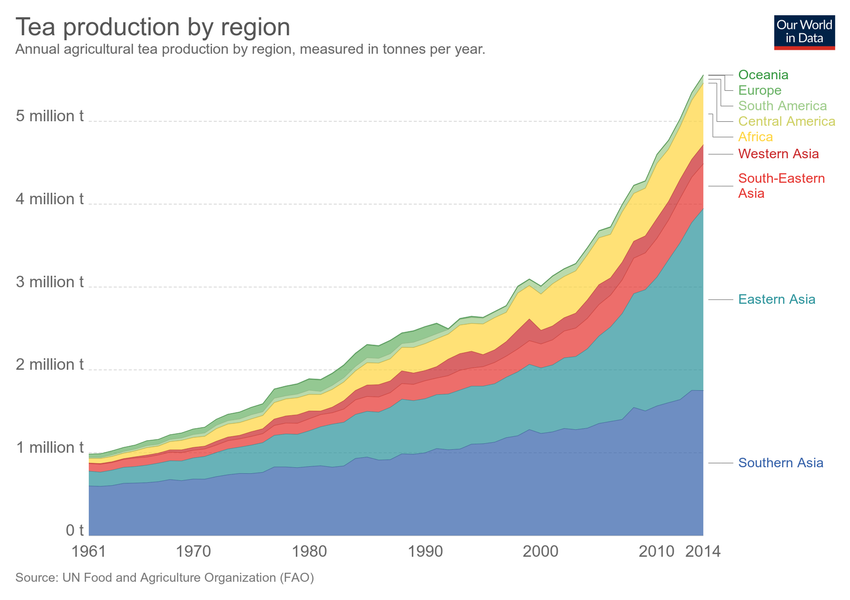 Tea production by region
Annual agricultural tea production by region, measured in tonnes per year.
Our World
in Data
5 million t
4 million t
3 million t
2 million t
1 million t
0 t
1961
1970
1980
1990
2000
2010
2014
Oceania
Europe
South America
Central America
Africa
Western Asia
South-Eastern
Asia
Eastern Asia
Southern Asia
Source: UN Food and Agriculture Organization (FAO)